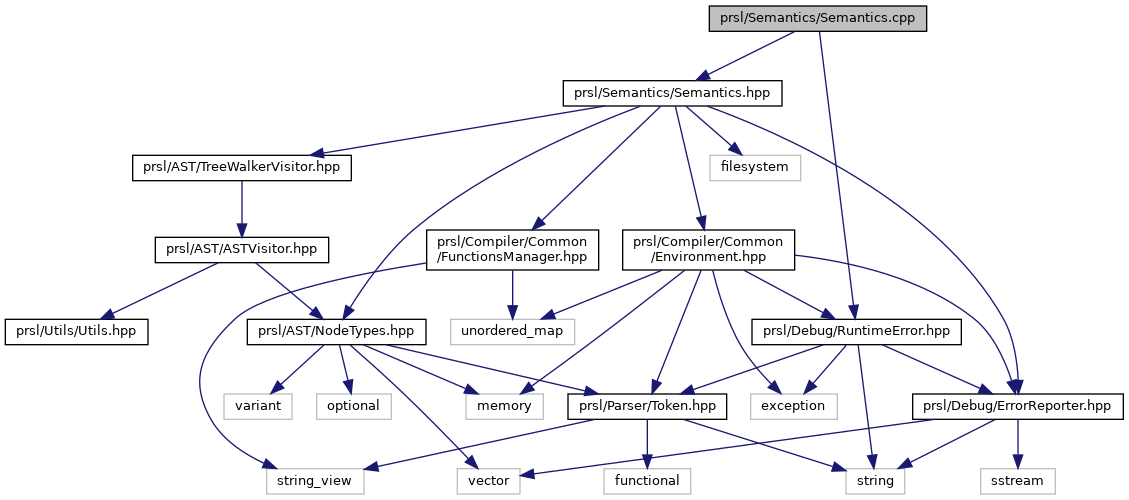 prsl/Semantics/Semantics.cpp
prsl/Semantics/Semantics.hpp
prsl/AST/TreeWalkerVisitor.hpp
filesystem
prsl/AST/ASTVisitor.hpp
prsl/Compiler/Common
/FunctionsManager.hpp
prsl/Compiler/Common
/Environment.hpp
prsl/Utils/Utils.hpp
prsl/AST/NodeTypes.hpp
unordered_map
prsl/Debug/RuntimeError.hpp
variant
optional
memory
prsl/Parser/Token.hpp
exception
prsl/Debug/ErrorReporter.hpp
string_view
vector
functional
string
sstream